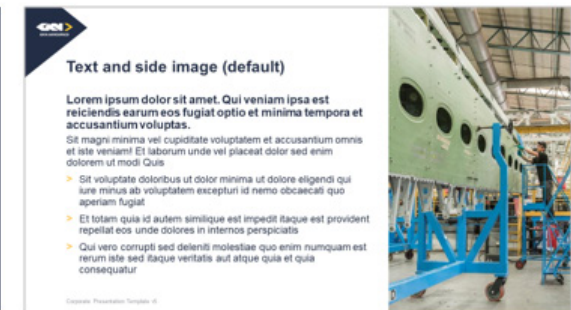 GKN
GKN AEROSPACE
Text and side image (default)
Lorem ipsum dolor sit amet. Qui veniam ipsa est
reiciendis earum eos fugiat optio et minima tempora et
accusantium voluptas.
Sit magni minima vel cupiditate voluptatem et accusantium omnis
et iste veniam! Et laborum unde vel placeat dolor sed enim
dolorem ut modi Quis
> Sit voluptate doloribus ut dolor minima ut dolore eligendi qui
iure minus ab voluptatem excepturi id nemo obcaecati quo
aperiam fugiat
> Et totam quia id autem similique est impedit itaque est provident
repellat eos unde dolores in internos perspiciatis
> Qui vero corrupti sed deleniti molestiae quo enim numquam est
rerum iste sed itaque veritatis aut atque quia et quia
consequatur
Corporate Presentation Template